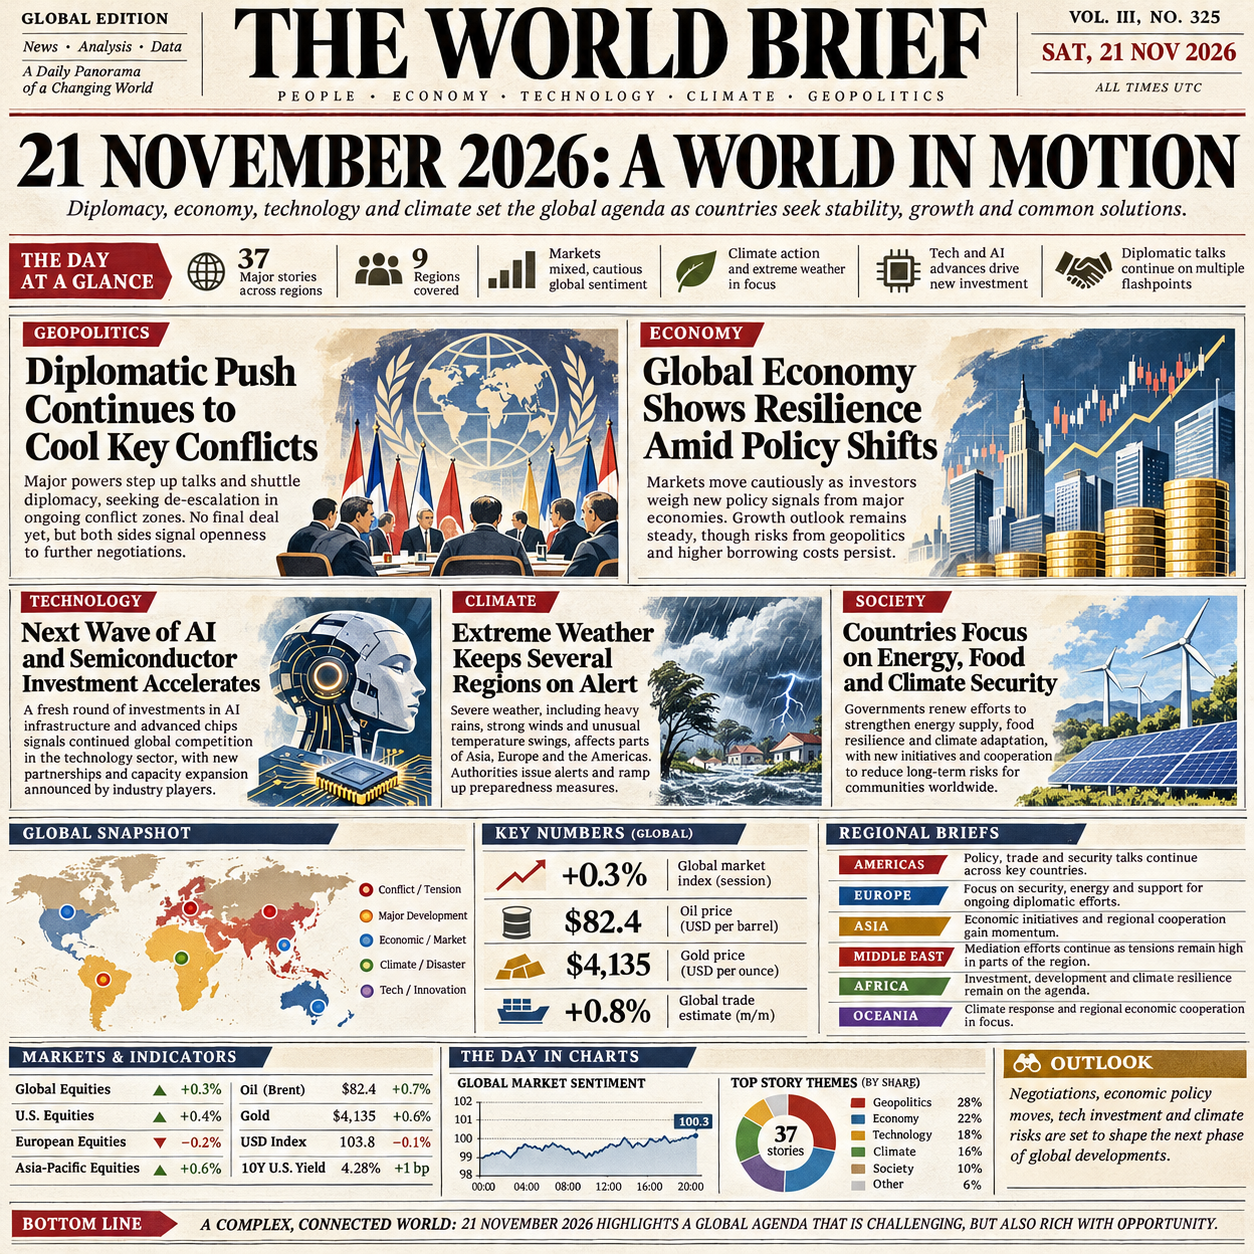 GLOBAL EDITION
News • Analysis • Data
A Daily Panorama
of a Changing World
THE WORLD BRIEF
PEOPLE • ECONOMY • TECHNOLOGY • CLIMATE • GEOPOLITICS
VOL. III, NO. 325
SAT, 21 NOV 2026
ALL TIMES UTC
21 NOVEMBER 2026: A WORLD IN MOTION
Diplomacy, economy, technology and climate set the global agenda as countries seek stability, growth and common solutions.
THE DAY
AT A GLANCE
37
Major stories
across regions
9
Regions
covered
Markets
mixed, cautious
global sentiment
Climate action
and extreme weather
in focus
Tech and AI
advances drive
new investment
Diplomatic talks
continue on multiple
flashpoints
GEOPOLITICS
Diplomatic Push
Continues to
Cool Key Conflicts
Major powers step up talks and shuttle
diplomacy, seeking de-escalation in
ongoing conflict zones. No final deal
yet, but both sides signal openness
to further negotiations.
ECONOMY
Global Economy
Shows Resilience
Amid Policy Shifts
Markets move cautiously as investors
weigh new policy signals from major
economies. Growth outlook remains
steady, though risks from geopolitics
and higher borrowing costs persist.
TECHNOLOGY
Next Wave of AI
and Semiconductor
Investment Accelerates
A fresh round of investments in AI
infrastructure and advanced chips
signals continued global competition
in the technology sector, with new
partnerships and capacity expansion
announced by industry players.
CLIMATE
Extreme Weather
Keeps Several
Regions on Alert
Severe weather, including heavy
rains, strong winds and unusual
temperature swings, affects parts
of Asia, Europe and the Americas.
Authorities issue alerts and ramp
up preparedness measures.
SOCIETY
Countries Focus
on Energy, Food
and Climate Security
Governments renew efforts to
strengthen energy supply, food
resilience and climate adaptation,
with new initiatives and cooperation
to reduce long-term risks for
communities worldwide.
GLOBAL SNAPSHOT
Conflict / Tension
Major Development
Economic / Market
Climate / Disaster
Tech / Innovation
KEY NUMBERS (GLOBAL)
+0.3% Global market
index (session)
$82.4 Oil price
(USD per barrel)
$4,135 Gold price
(USD per ounce)
+0.8% Global trade
estimate (m/m)
REGIONAL BRIEFS
AMERICAS
Policy, trade and security talks continue
across key countries.
EUROPE
Focus on security, energy and support for
ongoing diplomatic efforts.
ASIA
Economic initiatives and regional cooperation
gain momentum.
MIDDLE EAST
Mediation efforts continue as tensions remain high
in parts of the region.
AFRICA
Investment, development and climate resilience
remain on the agenda.
OCEANIA
Climate response and regional economic cooperation
in focus.
MARKETS & INDICATORS
Global Equities ▲ +0.3%
U.S. Equities ▲ +0.4%
European Equities ▼ −0.2%
Asia-Pacific Equities ▲ +0.6%
Oil (Brent) $82.4 +0.7%
Gold $4,135 +0.6%
USD Index 103.8 −0.1%
10Y U.S. Yield 4.28% +1 bp
THE DAY IN CHARTS
GLOBAL MARKET SENTIMENT
102
101
100
99
98
100.3
00:00 04:00 08:00 12:00 16:00 20:00
TOP STORY THEMES (BY SHARE)
37
stories
Geopolitics 28%
Economy 22%
Technology 18%
Climate 16%
Society 10%
Other 6%
OUTLOOK
Negotiations, economic policy
moves, tech investment and climate
risks are set to shape the next phase
of global developments.
BOTTOM LINE
A COMPLEX, CONNECTED WORLD: 21 NOVEMBER 2026 HIGHLIGHTS A GLOBAL AGENDA THAT IS CHALLENGING, BUT ALSO RICH WITH OPPORTUNITY.